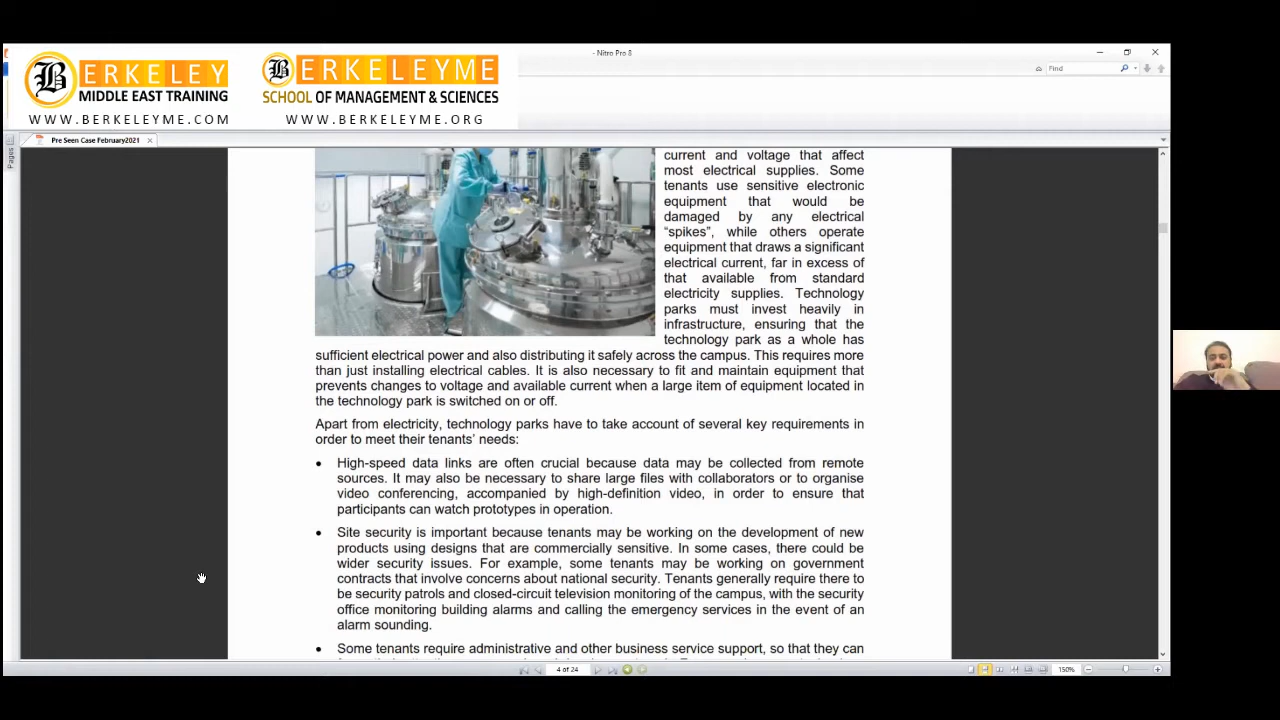 BERKELEY
MIDDLE EAST TRAINING
WWW.BERKELEYME.COM
BERKELEYME
SCHOOL OF MANAGEMENT & SCIENCES
WWW.BERKELEYME.ORG
- Nitro Pro 8
Find
Pre Seen Case February2021
Pages
current and voltage that affect
most electrical supplies. Some
tenants use sensitive electronic
equipment that would be
damaged by any electrical
“spikes”, while others operate
equipment that draws a significant
electrical current, far in excess of
that available from standard
electricity supplies. Technology
parks must invest heavily in
infrastructure, ensuring that the
technology park as a whole has
sufficient electrical power and also distributing it safely across the campus. This requires more
than just installing electrical cables. It is also necessary to fit and maintain equipment that
prevents changes to voltage and available current when a large item of equipment located in
the technology park is switched on or off.
Apart from electricity, technology parks have to take account of several key requirements in
order to meet their tenants’ needs:
• High-speed data links are often crucial because data may be collected from remote
sources. It may also be necessary to share large files with collaborators or to organise
video conferencing, accompanied by high-definition video, in order to ensure that
participants can watch prototypes in operation.
• Site security is important because tenants may be working on the development of new
products using designs that are commercially sensitive. In some cases, there could be
wider security issues. For example, some tenants may be working on government
contracts that involve concerns about national security. Tenants generally require there to
be security patrols and closed-circuit television monitoring of the campus, with the security
office monitoring building alarms and calling the emergency services in the event of an
alarm sounding.
• Some tenants require administrative and other business service support, so that they can
4 of 24
150%